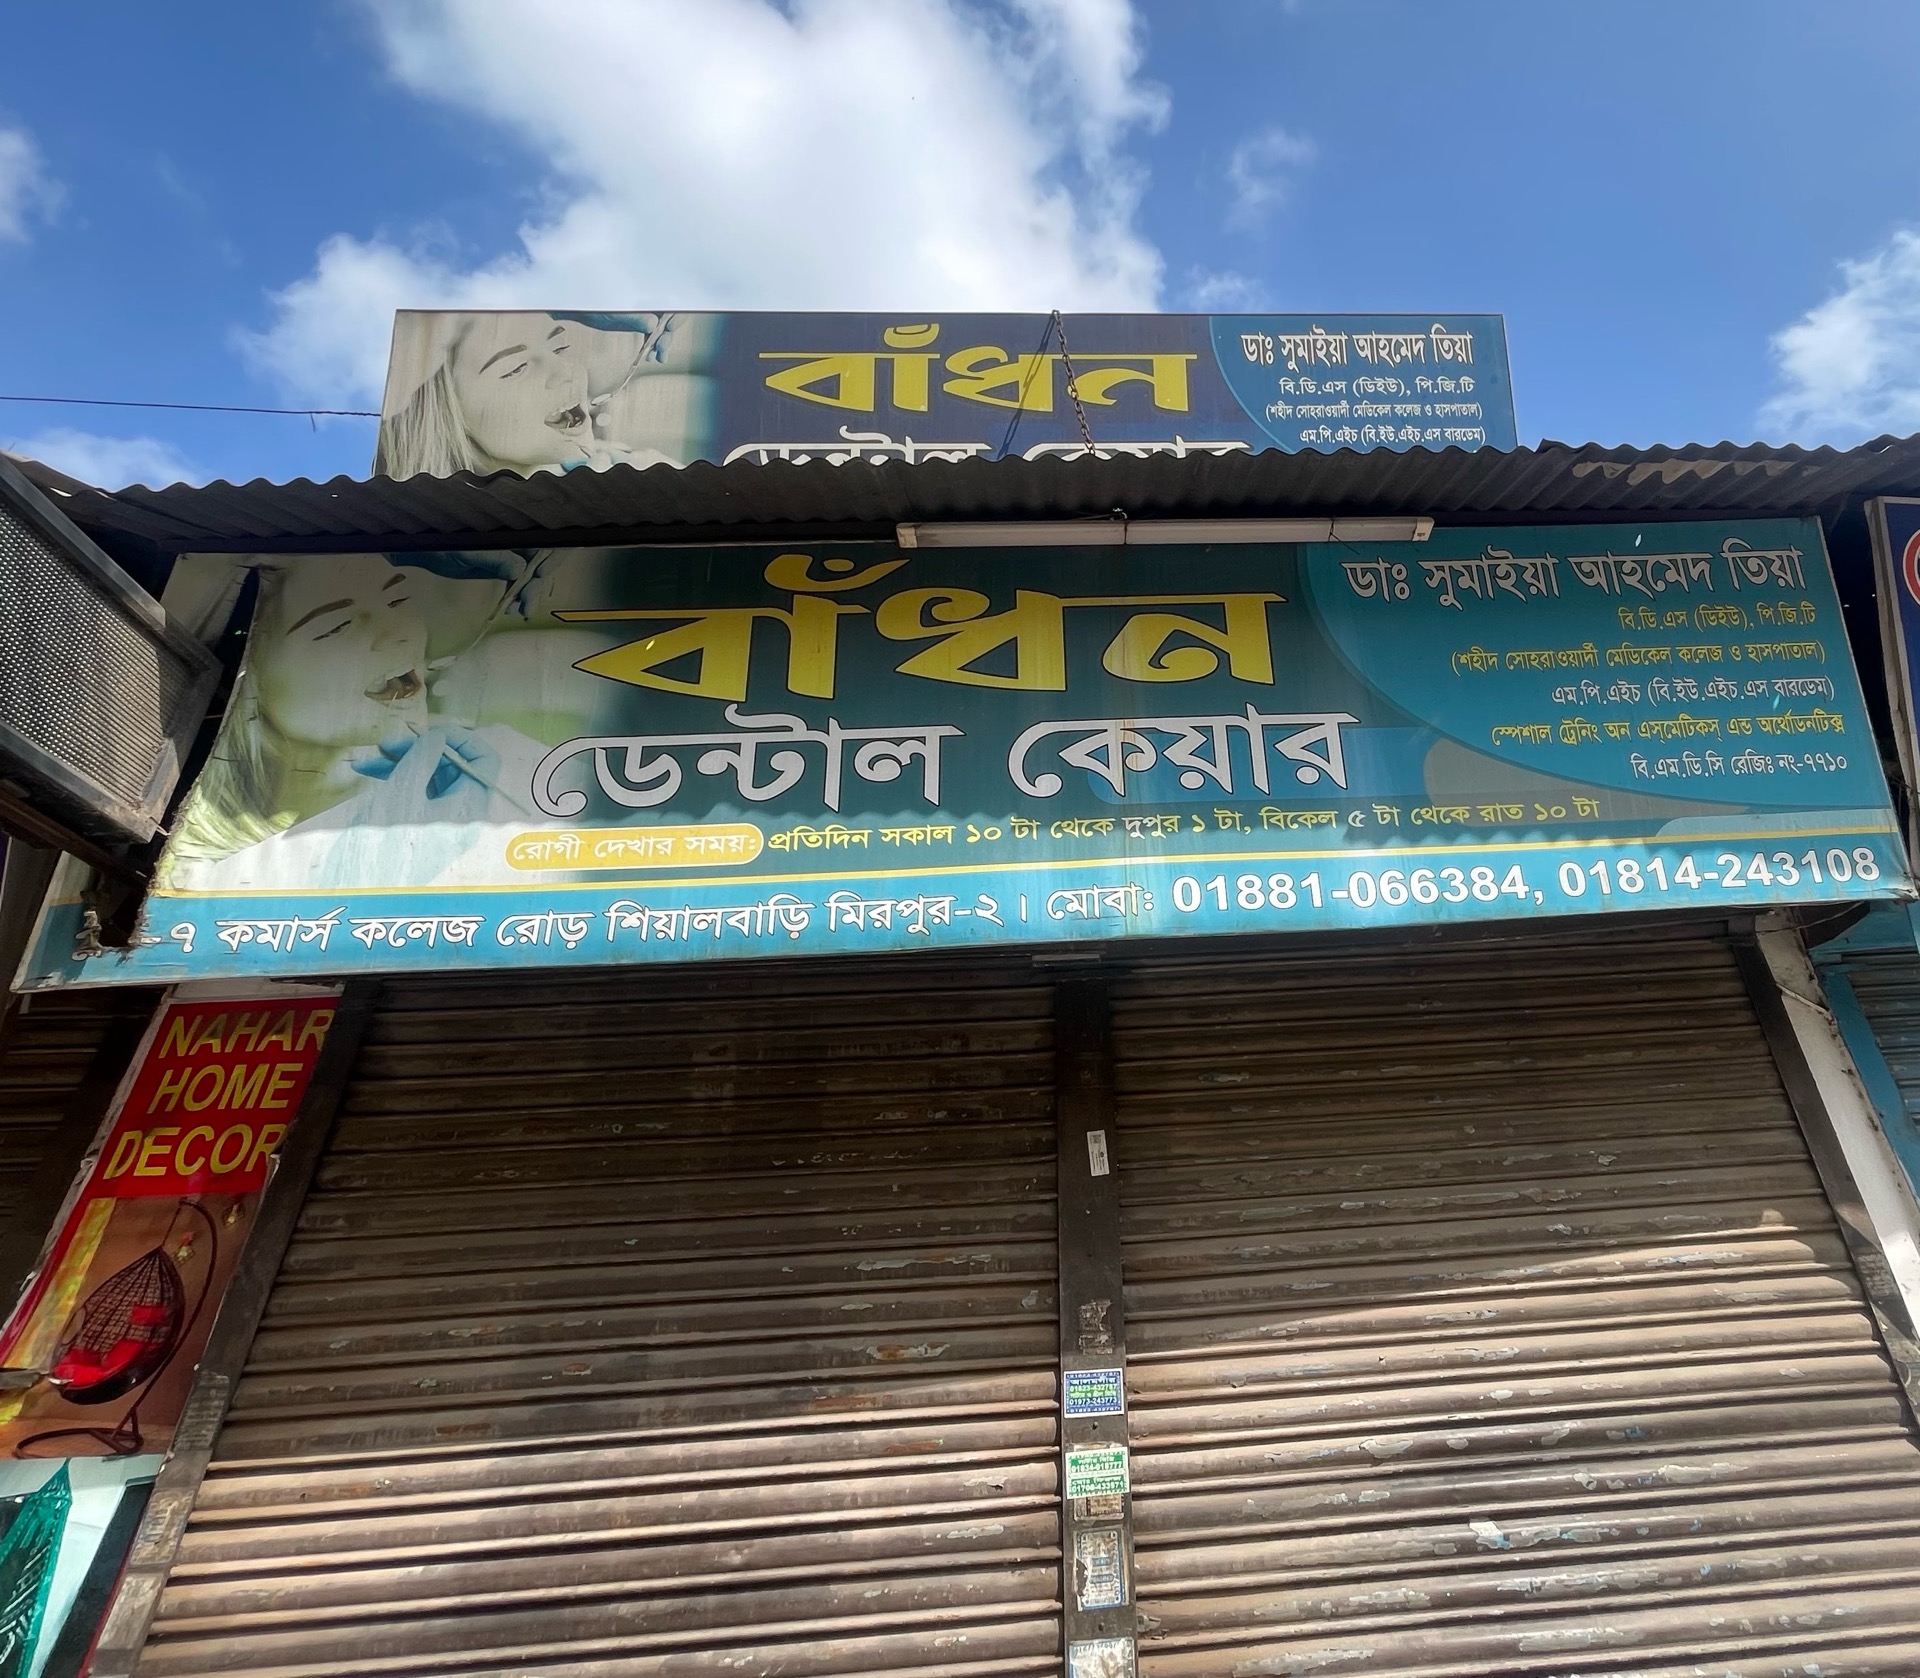 বাঁধন
ডেন্টাল কেয়ার
ডাঃ সুমাইয়া আহমেদ তিয়া
বি.ডি.এস (ডিইউ), পি.জি.টি
(শহীদ সোহরাওয়ার্দী মেডিকেল কলেজ ও হাসপাতাল)
এম.পি.এইচ (বি.ইউ.এইচ.এস বারডেম)
বাঁধন
ডেন্টাল কেয়ার
ডাঃ সুমাইয়া আহমেদ তিয়া
বি.ডি.এস (ডিইউ), পি.জি.টি
(শহীদ সোহরাওয়ার্দী মেডিকেল কলেজ ও হাসপাতাল)
এম.পি.এইচ (বি.ইউ.এইচ.এস বারডেম)
স্পেশাল ট্রেনিং অন এস্‌মেটিকস্ এন্ড অর্থোডনটিক্স
বি.এম.ডি.সি রেজিঃ নং-৭৭১০
রোগী দেখার সময়: প্রতিদিন সকাল ১০ টা থেকে দুপুর ১ টা, বিকেল ৫ টা থেকে রাত ১০ টা
-৭ কমার্স কলেজ রোড় শিয়ালবাড়ি মিরপুর-২। মোবাঃ 01881-066384, 01814-243108
NAHAR
HOME
DECOR